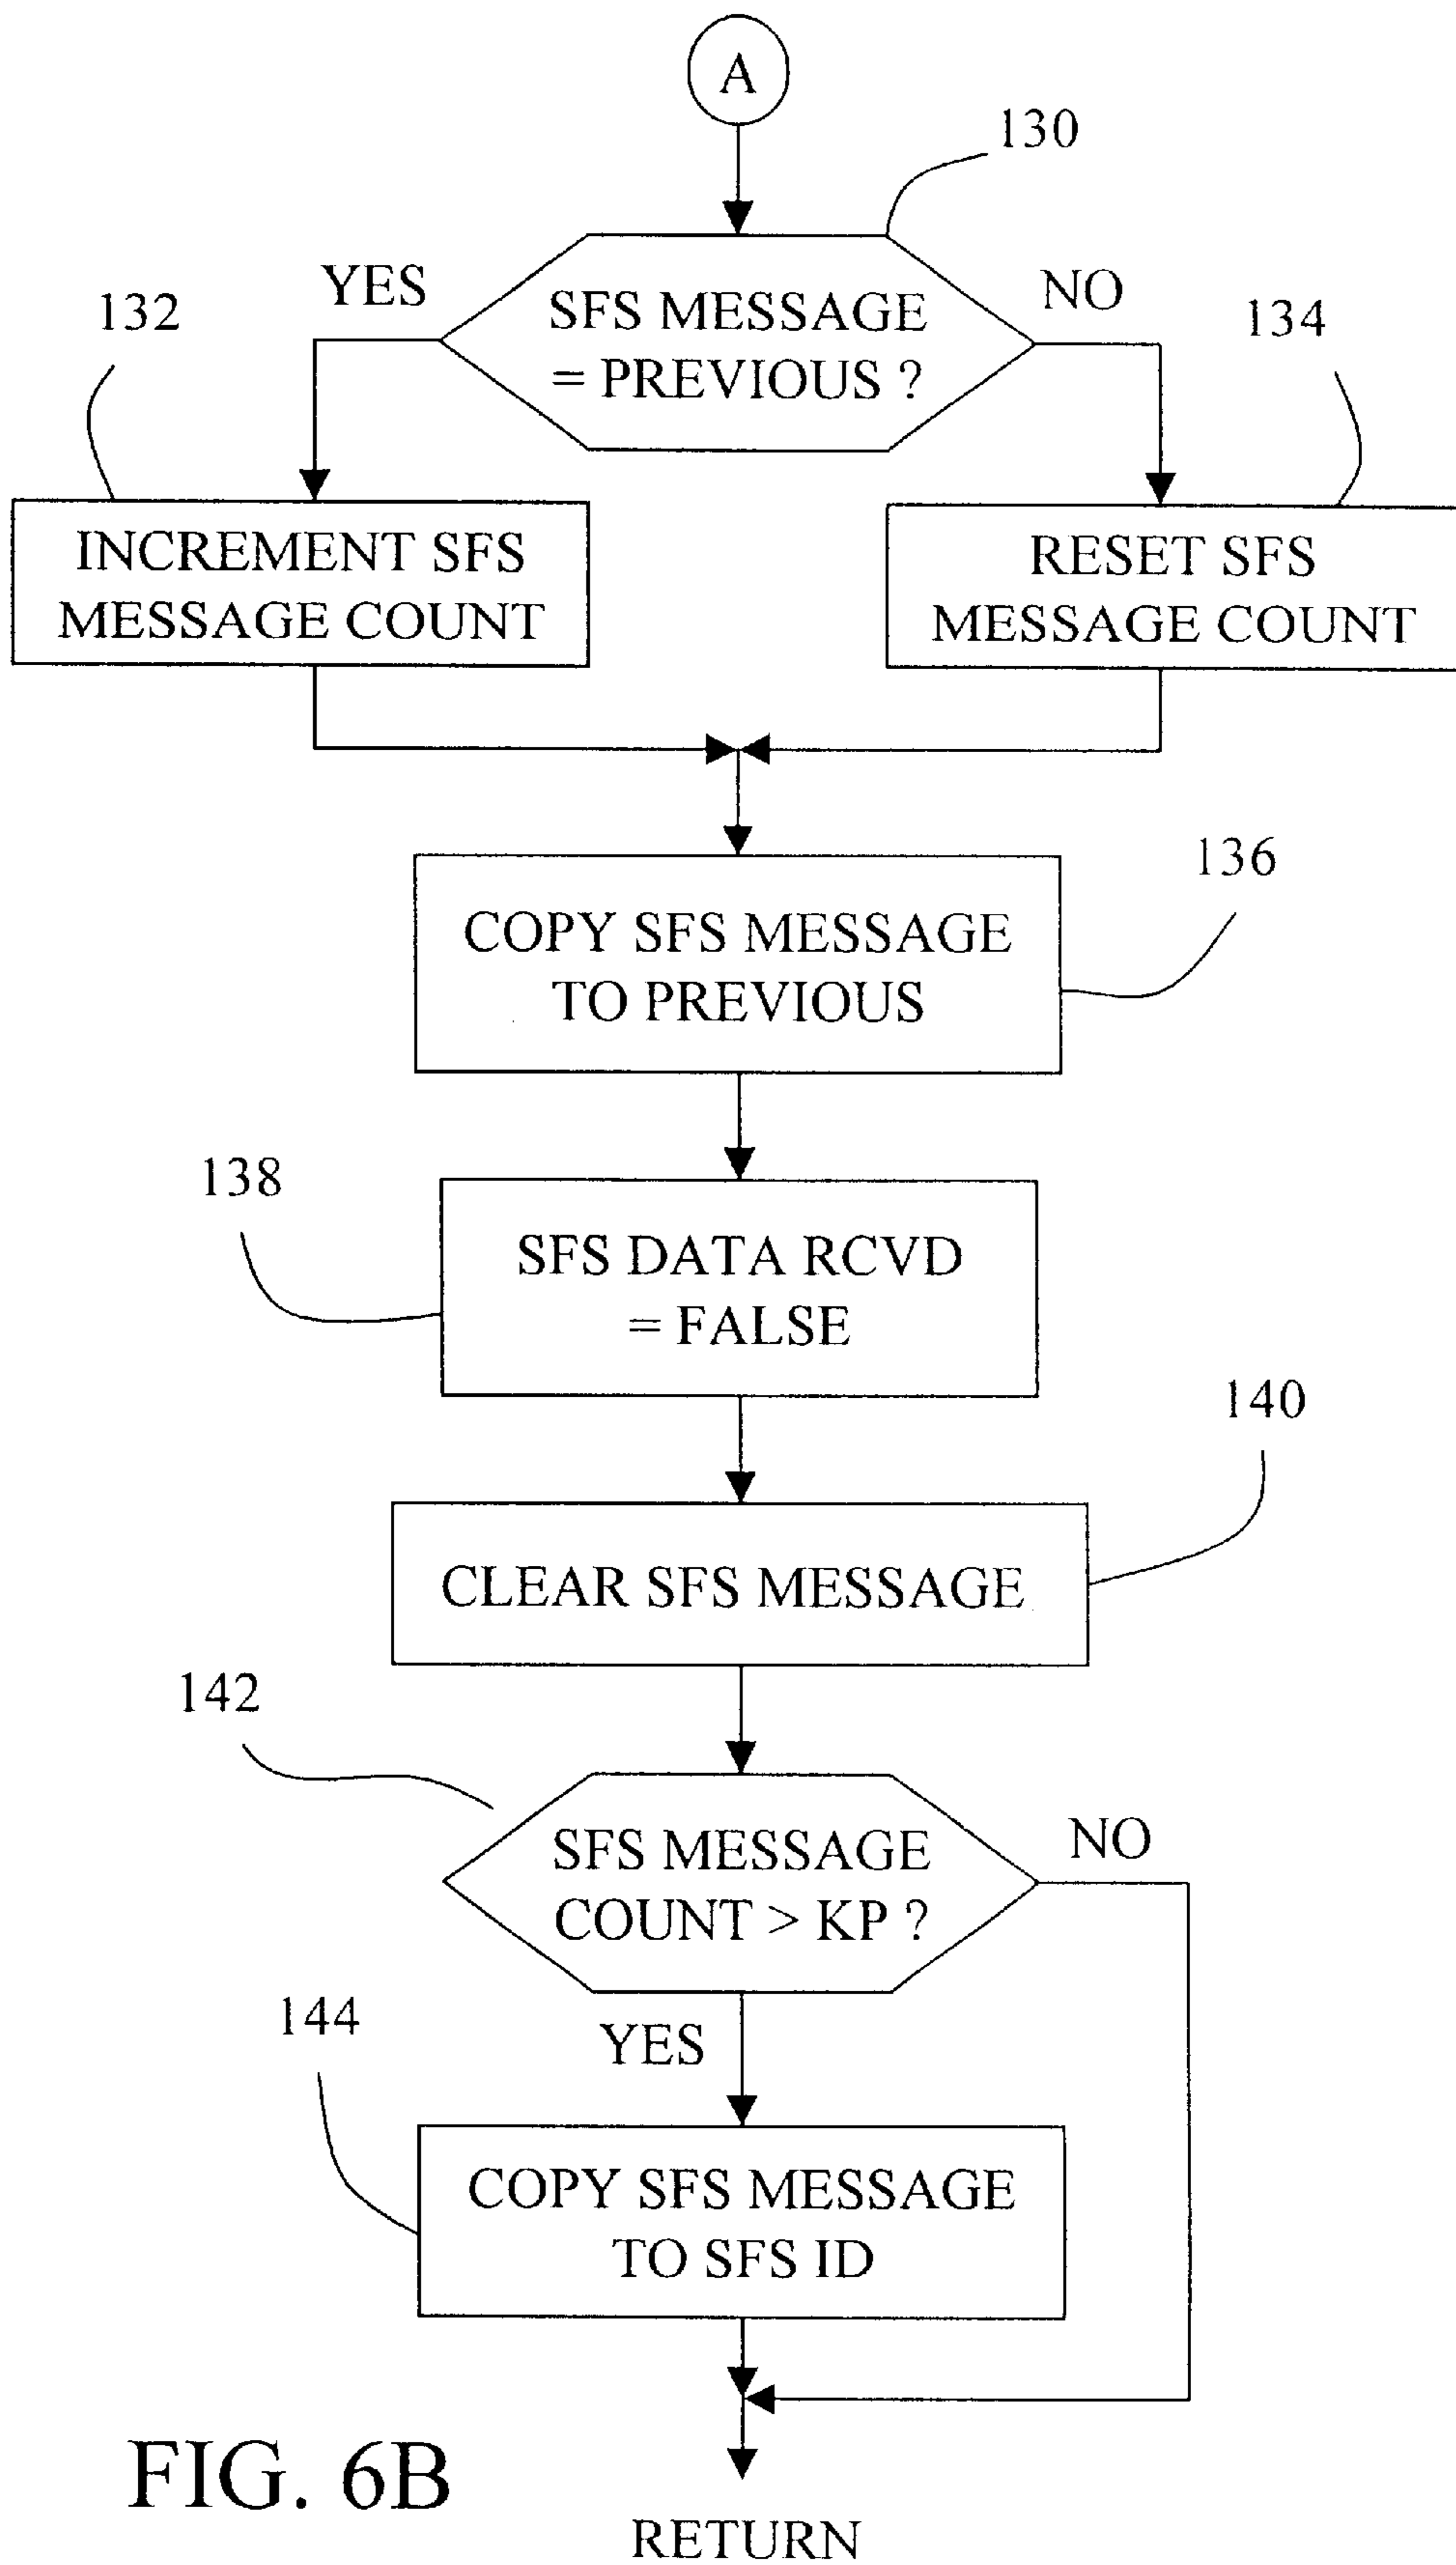 A
130
YES
NO
132
134
SFS MESSAGE
= PREVIOUS ?
INCREMENT SFS
MESSAGE COUNT
RESET SFS
MESSAGE COUNT
136
COPY SFS MESSAGE
TO PREVIOUS
138
SFS DATA RCVD
= FALSE
140
CLEAR SFS MESSAGE
142
SFS MESSAGE
COUNT > KP ?
NO
144
YES
COPY SFS MESSAGE
TO SFS ID
FIG. 6B
RETURN